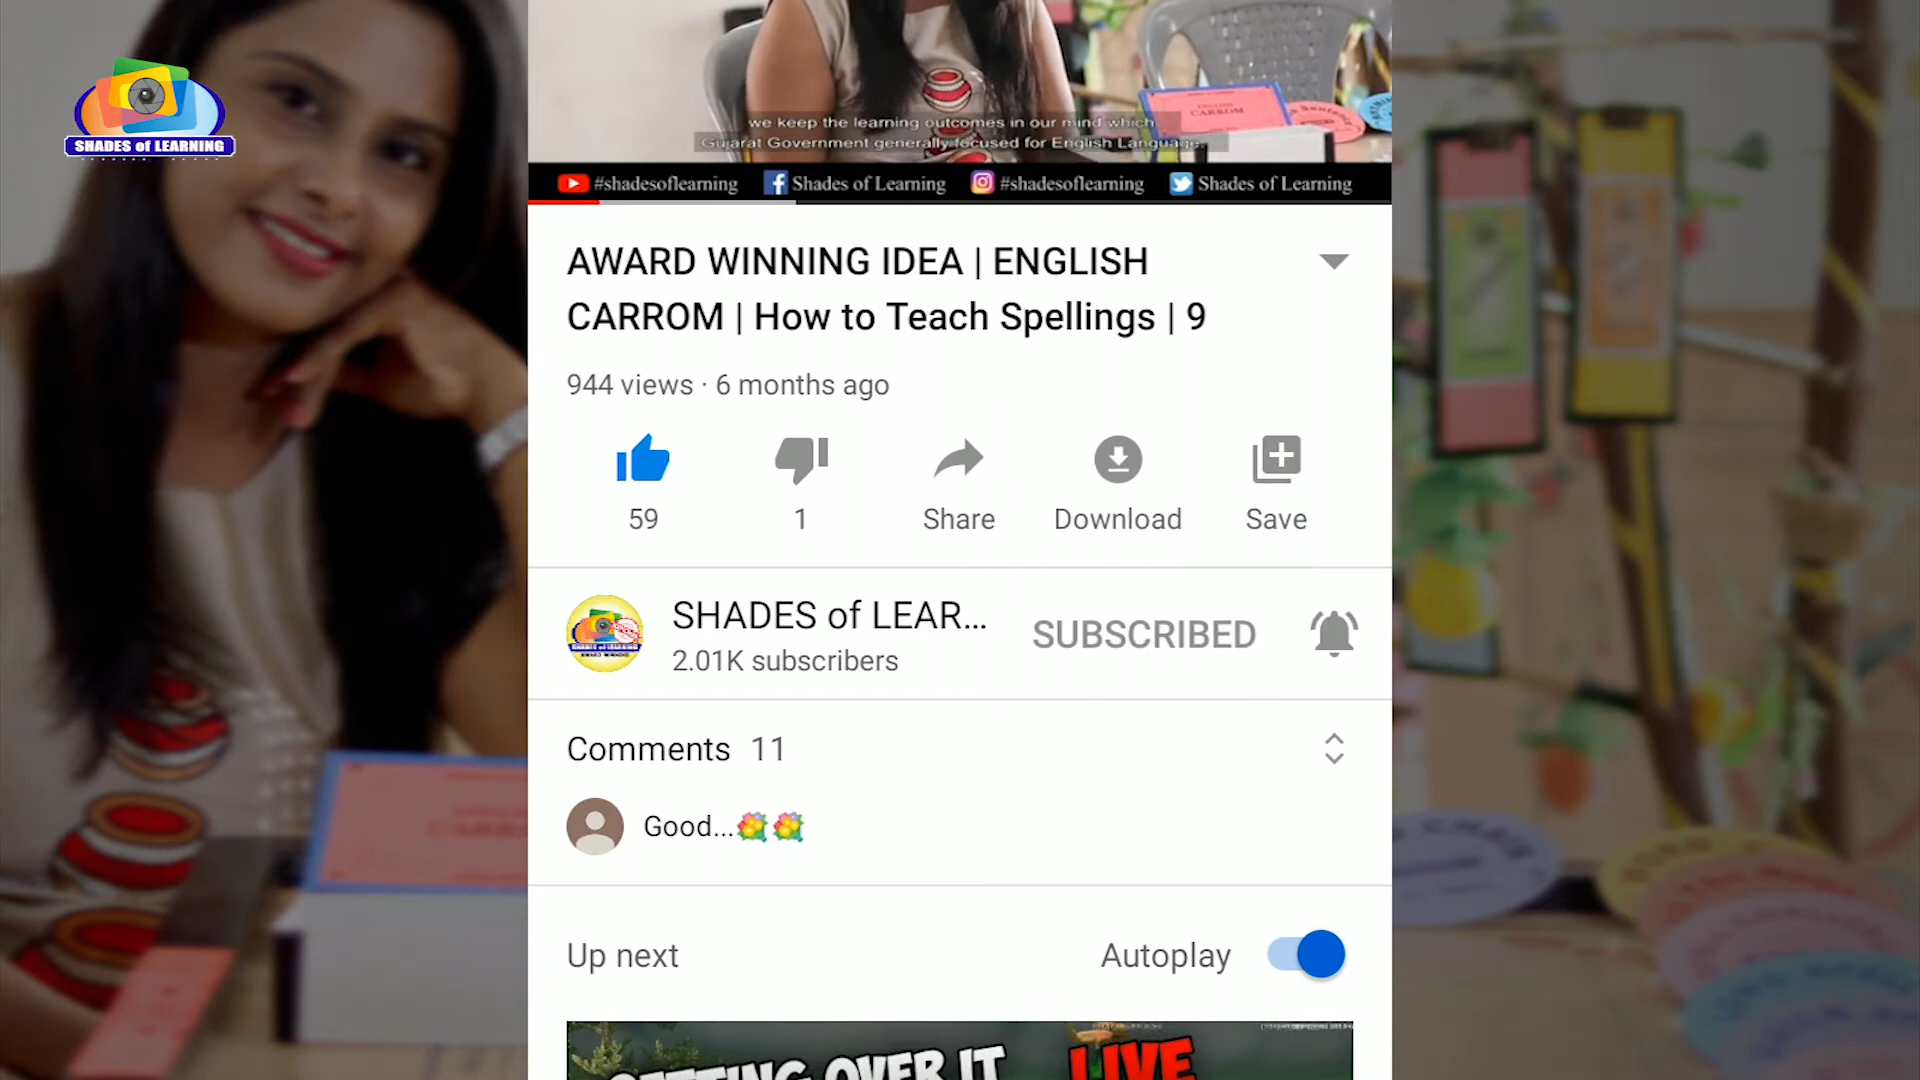 SHADES of LEARNING
ENGLISH
CARROM
we keep the learning outcomes in our mind which
Gujarat Government generally focused for English Language.
#shadesoflearning Shades of Learning #shadesoflearning Shades of Learning
AWARD WINNING IDEA | ENGLISH
CARROM | How to Teach Spellings | 9
944 views · 6 months ago
59 1 Share Download Save
SHADES of LEAR...
2.01K subscribers
SUBSCRIBED
Comments 11
Good...💐💐
Up next Autoplay
GETTING OVER IT LIVE